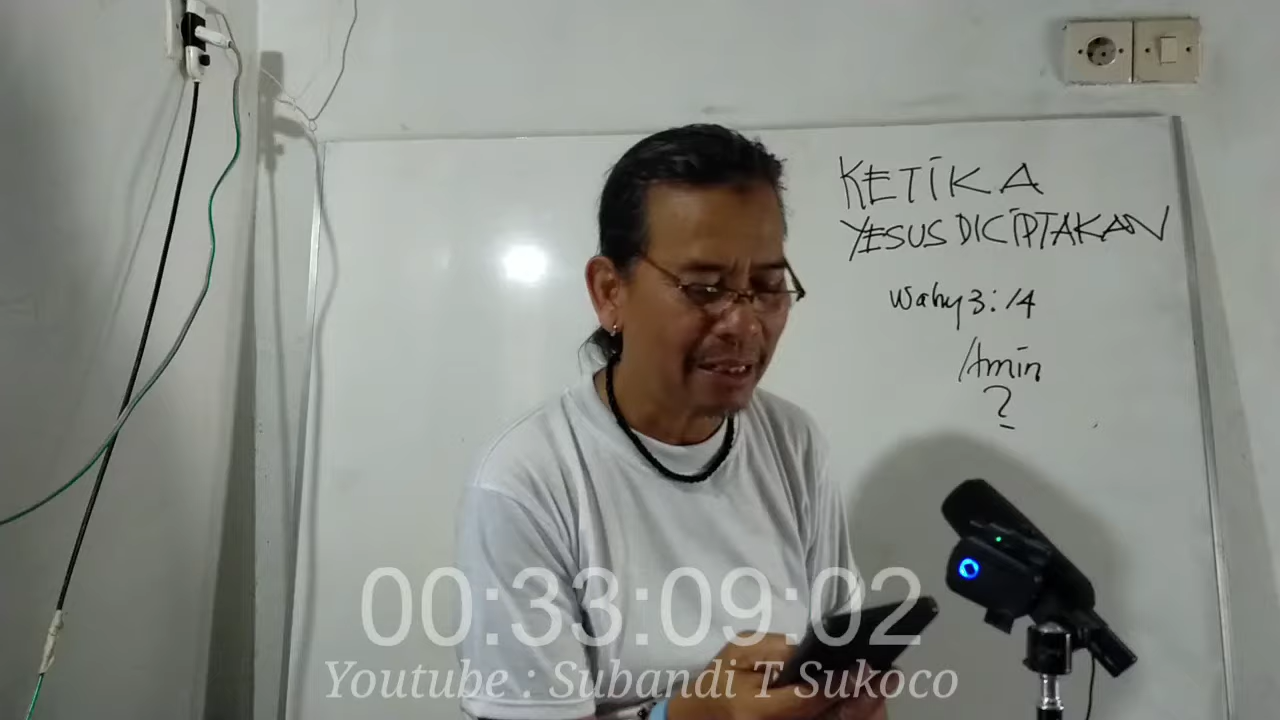 KETIKA
YESUS DICIPTAKAN
Wahy 3:14
Amin
?
00:33:09:02
Youtube : Subandi T Sukoco